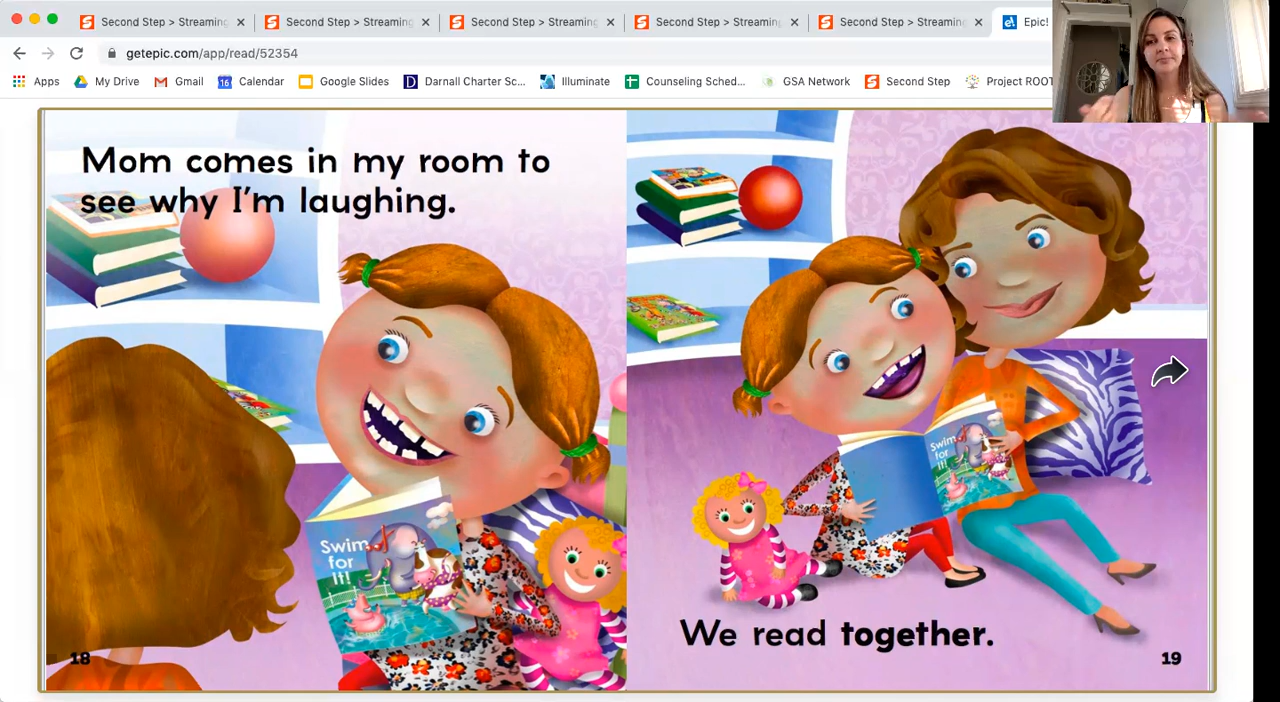 Second Step > Streaming
Second Step > Streaming
Second Step > Streaming
Second Step > Streaming
Second Step > Streaming
Epic!
getepic.com/app/read/52354
Apps
My Drive
Gmail
16
Calendar
Google Slides
D
Darnall Charter Sc...
Illuminate
Counseling Sched...
GSA Network
Second Step
Project ROOT
Mom comes in my room to
see why I'm laughing.
Swim
for
It!
18
Swim
for
It!
We read together.
19